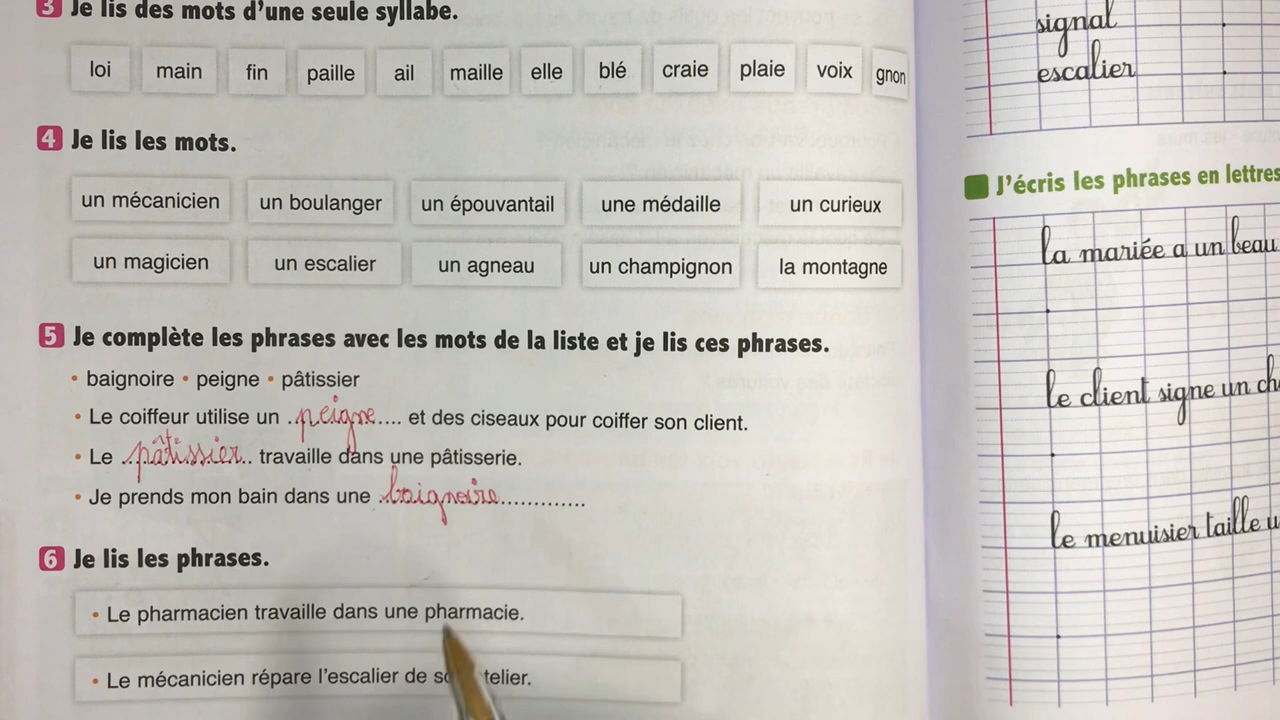 3 Je lis des mots d'une seule syllabe.
loi main fin paille ail maille elle blé craie plaie voix gnon
4 Je lis les mots.
un mécanicien un boulanger un épouvantail une médaille un curieux
un magicien un escalier un agneau un champignon la montagne
5 Je complète les phrases avec les mots de la liste et je lis ces phrases.
• baignoire • peigne • pâtissier
• Le coiffeur utilise un ..peigne.... et des ciseaux pour coiffer son client.
• Le ...pâtissier.. travaille dans une pâtisserie.
• Je prends mon bain dans une .baignoire............
6 Je lis les phrases.
• Le pharmacien travaille dans une pharmacie.
• Le mécanicien répare l'escalier de telier.
signal
escalier
J'écris les phrases en lettres
la mariée a un beau
le client signe un
le menuisier taille